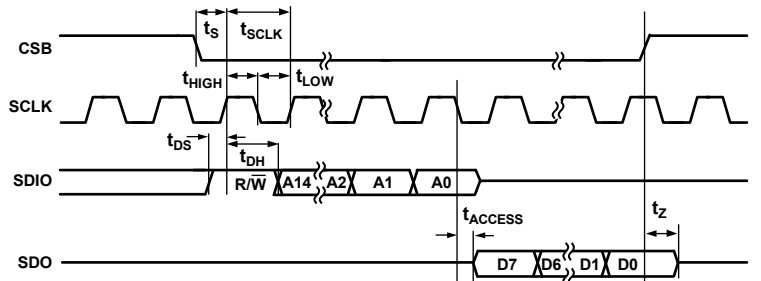 tS
tSCLK
CSB
tHIGH
tLOW
SCLK
tDS
tDH
SDIO
R/W̅
A14
A2
A1
A0
tACCESS
tZ
SDO
D7
D6
D1
D0